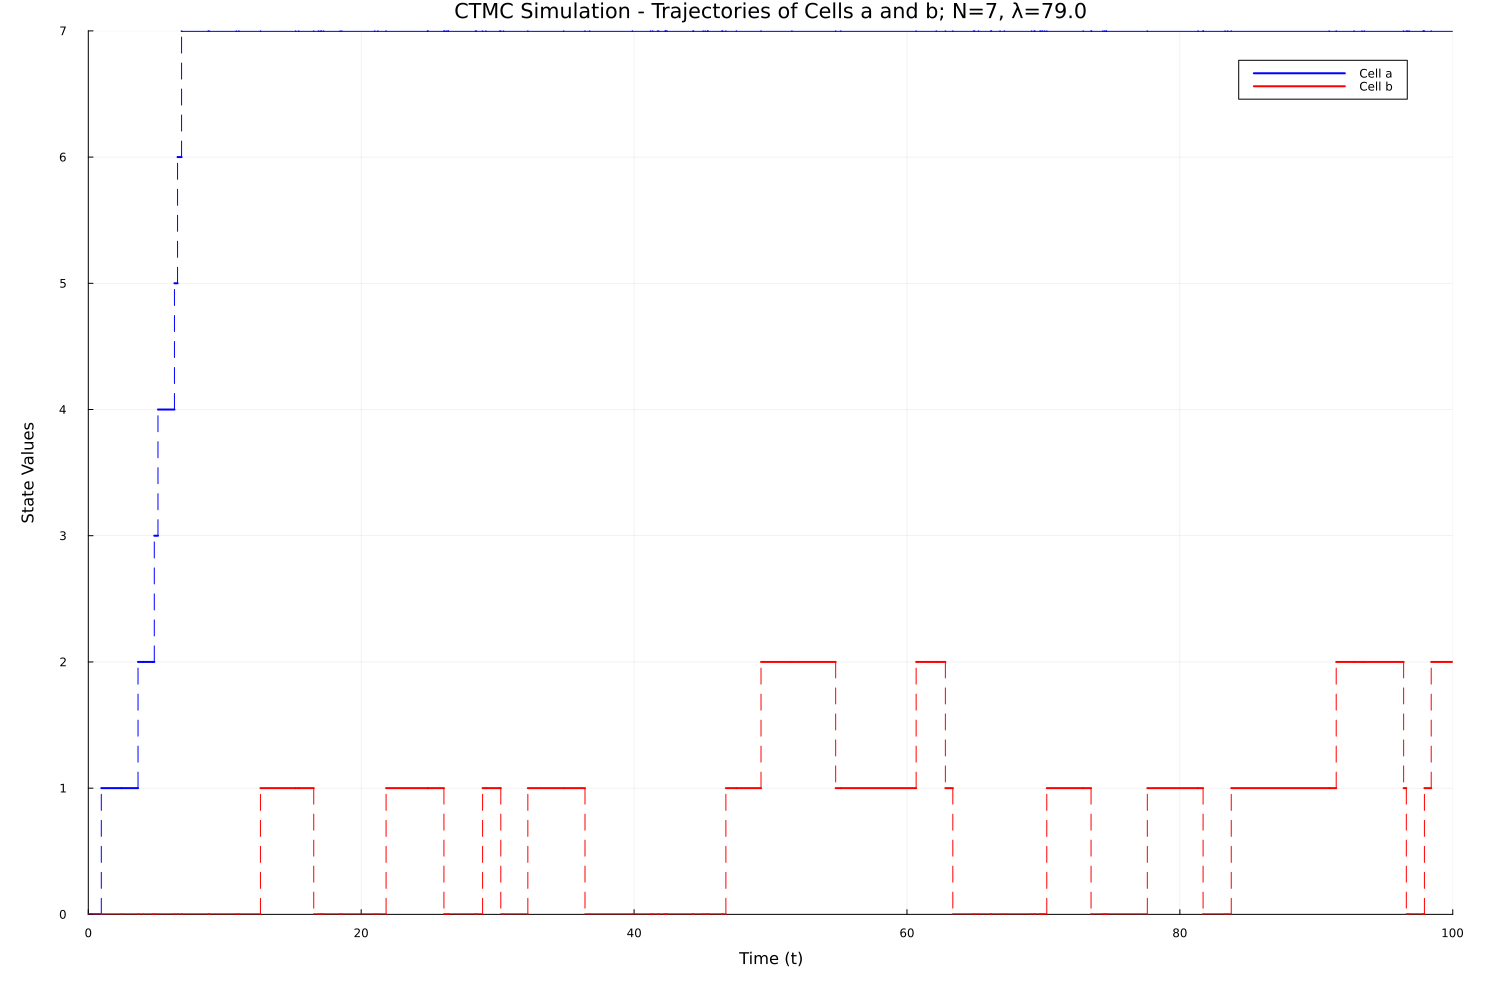 CTMC Simulation - Trajectories of Cells a and b; N=7, λ=79.0
7
Cell a
Cell b
6
5
4
State Values
3
2
1
0
0 20 40 60 80 100
Time (t)